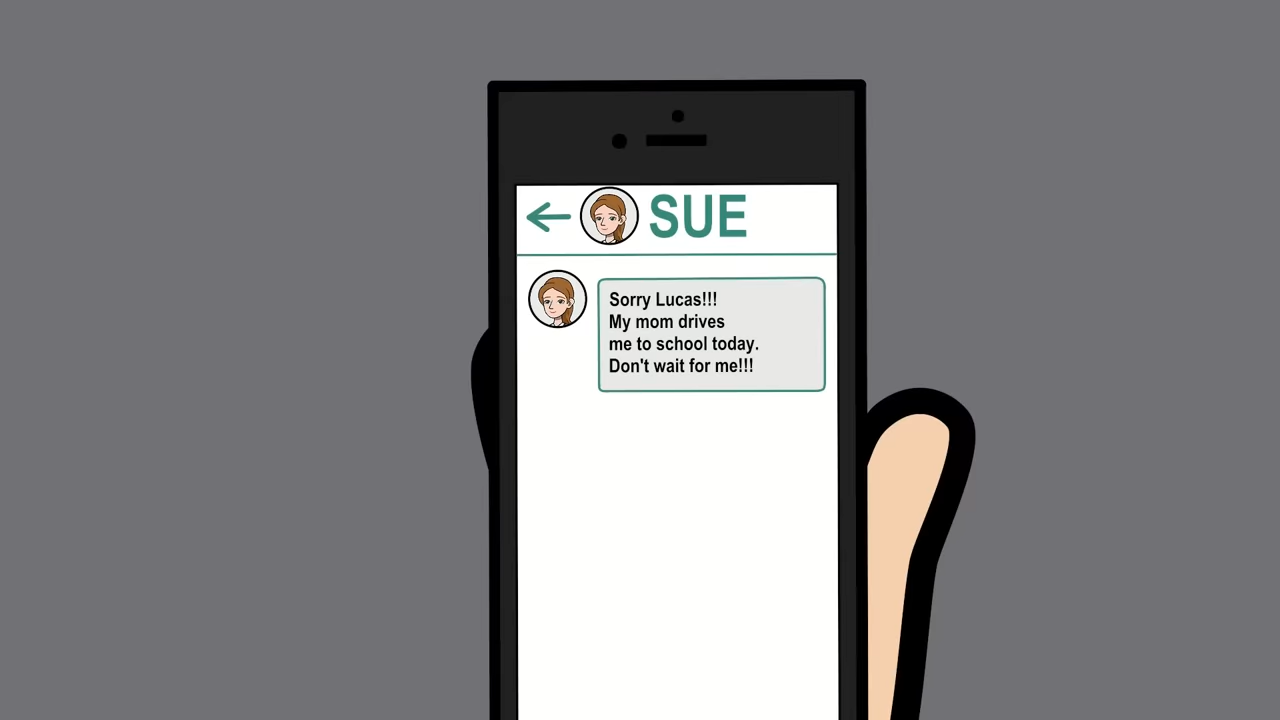 SUE
Sorry Lucas!!!
My mom drives
me to school today.
Don't wait for me!!!